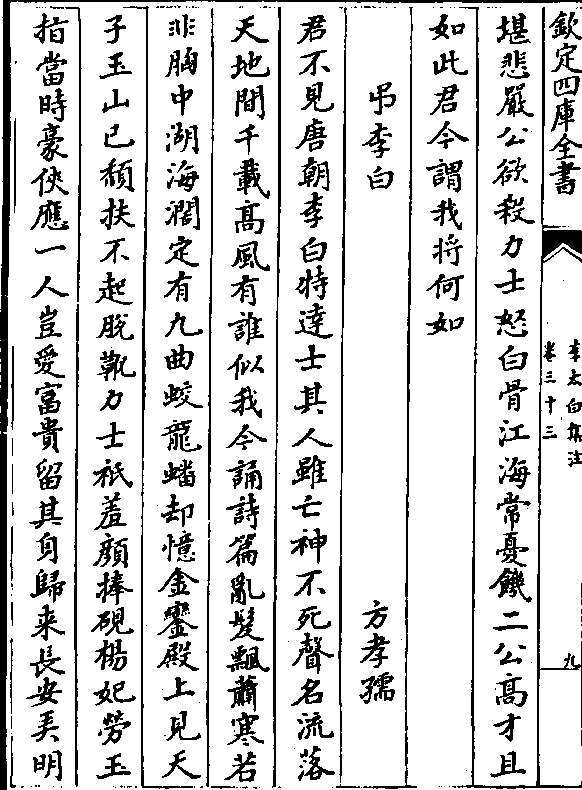 欽定四庫全書
李太白集注
卷三十三
九
堪悲嚴公欲殺力士怒白骨江海常憂饑二公高才且
如此君今謂我將何如
弔李白
方孝孺
君不見唐朝李白特達士其人雖亡神不死聲名流落
天地間千載高風有誰似我今誦詩篇亂髮飄蕭寒若
非胸中湖海濶定有九曲蛟龍蟠却憶金鑾殿上見天
子玉山已頹扶不起脫靴力士祇羞顔捧硯楊妃勞玉
指當時豪俠應一人豈愛富貴留其身歸来長安弄明